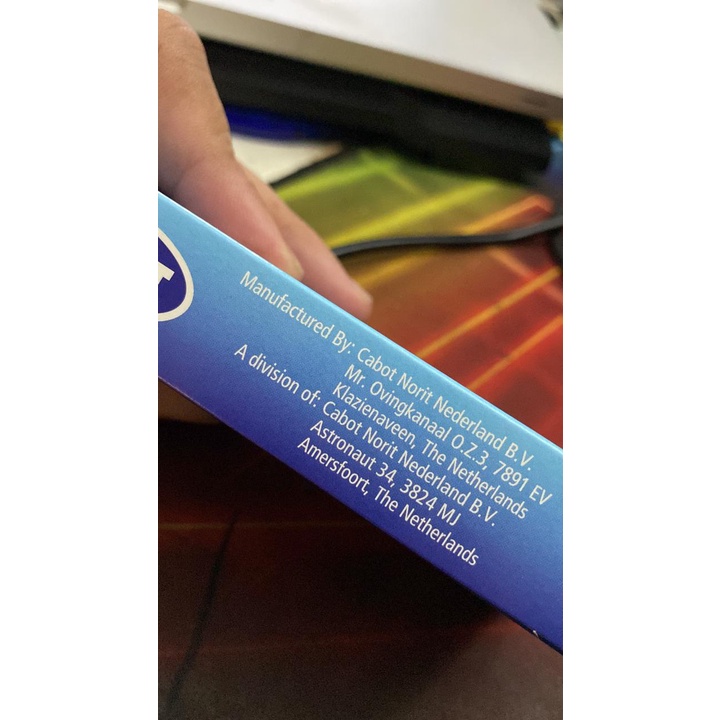 Manufactured By: Cabot Norit Nederland B.V.
Mr. Ovingkanaal O.Z.3, 7891 EV
Klazienaveen, The Netherlands
A division of: Cabot Norit Nederland B.V.
Astronaut 34, 3824 MJ
Amersfoort, The Netherlands